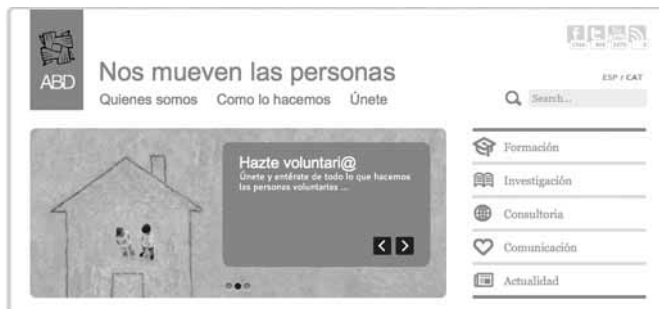 ABD
Nos mueven las personas
Quienes somos Como lo hacemos Únete
ESP / CAT
Search...
Hazte voluntari@
Únete y entérate de todo lo que hacemos
las personas voluntarias ...
Formación
Investigación
Consultoria
Comunicación
Actualidad